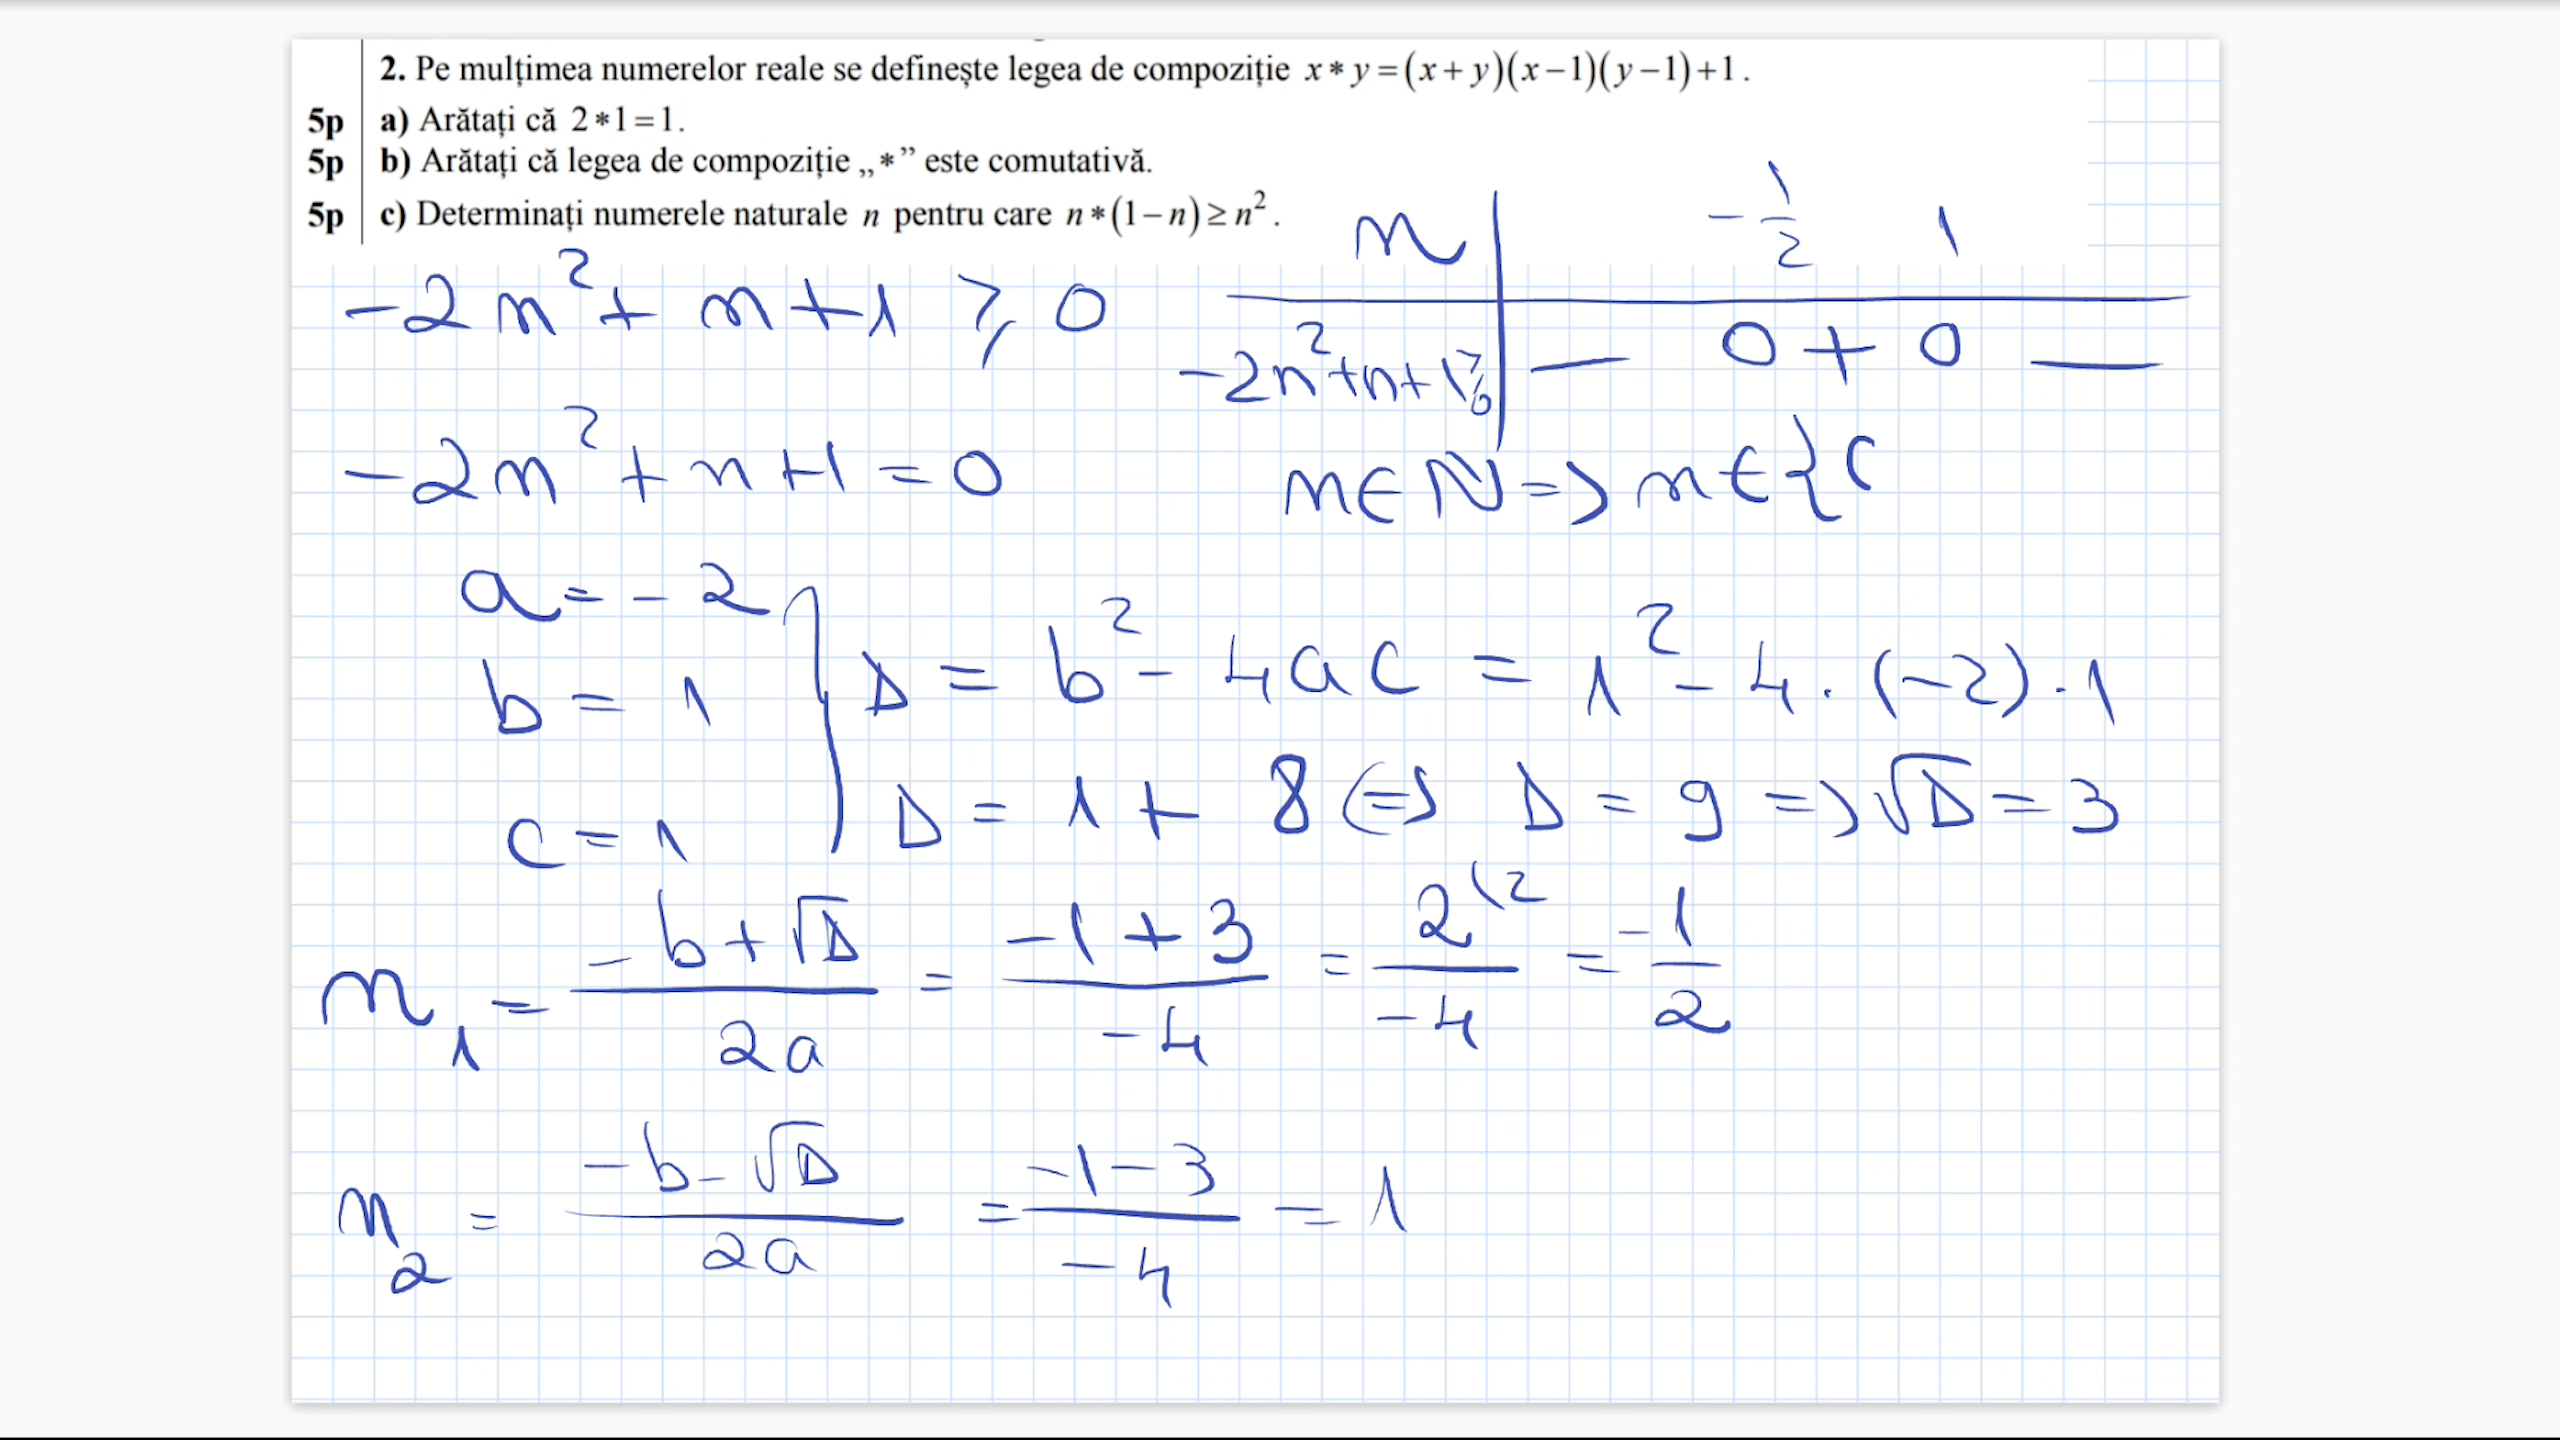 2. Pe mulțimea numerelor reale se definește legea de compoziție x * y = (x + y)(x − 1)(y − 1) + 1.
5p a) Arătați că 2 * 1 = 1.
5p b) Arătați că legea de compoziție „ * ” este comutativă.
5p c) Determinați numerele naturale n pentru care n * (1 − n) ≥ n².
n | -1/2 1
-2n² + n + 1 ≥ 0
-2n² + n + 1 ≥ 0 | — 0 + 0 —
-2n² + n + 1 = 0
n ∈ ℕ => n ∈ { (
a = -2
b = 1
c = 1
Δ = b² - 4ac = 1² - 4 · (-2) · 1
Δ = 1 + 8 (=> Δ = 9 => √Δ = 3
n₁ = (-b + √Δ)/2a = (-1 + 3)/-4 = 2⁽²/-4 = -1/2
n₂ = (-b - √Δ)/2a = (-1 - 3)/-4 = 1